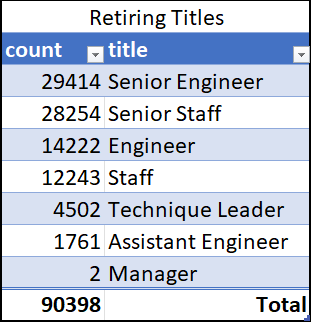 Retiring Titles
count title
29414 Senior Engineer
28254 Senior Staff
14222 Engineer
12243 Staff
4502 Technique Leader
1761 Assistant Engineer
2 Manager
90398 Total